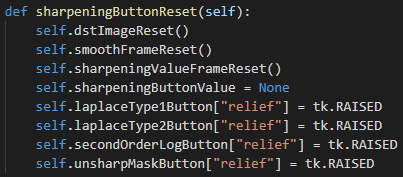 def sharpeningButtonReset(self):
    self.dstImageReset()
    self.smoothFrameReset()
    self.sharpeningValueFrameReset()
    self.sharpeningButtonValue = None
    self.laplaceType1Button["relief"] = tk.RAISED
    self.laplaceType2Button["relief"] = tk.RAISED
    self.secondOrderLogButton["relief"] = tk.RAISED
    self.unsharpMaskButton["relief"] = tk.RAISED